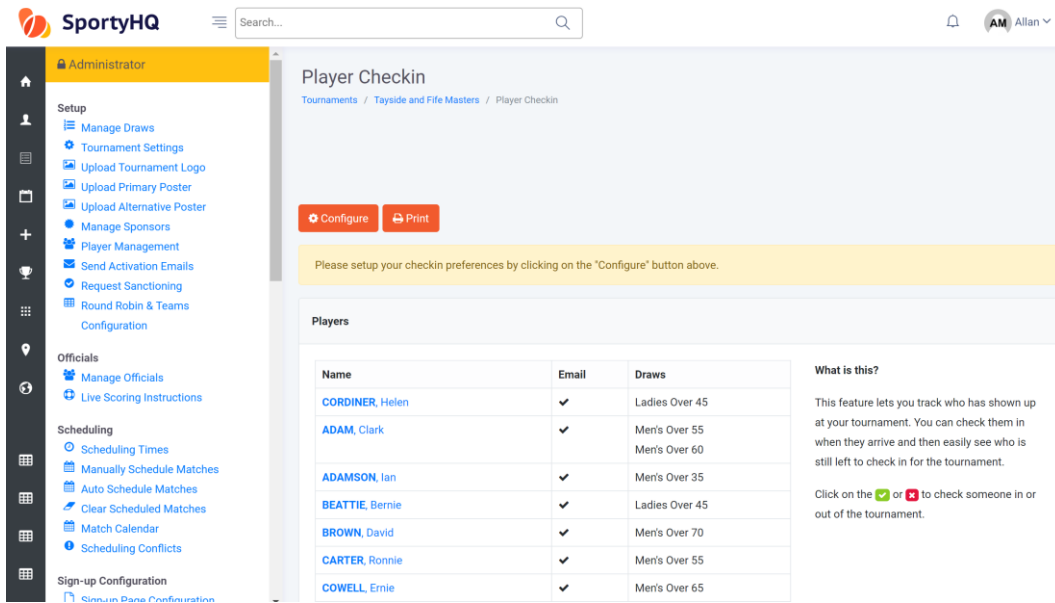 SportyHQ
Search...
AM Allan
Administrator
Setup
Manage Draws
Tournament Settings
Upload Tournament Logo
Upload Primary Poster
Upload Alternative Poster
Manage Sponsors
Player Management
Send Activation Emails
Request Sanctioning
Round Robin & Teams
Configuration
Officials
Manage Officials
Live Scoring Instructions
Scheduling
Scheduling Times
Manually Schedule Matches
Auto Schedule Matches
Clear Scheduled Matches
Match Calendar
Scheduling Conflicts
Sign-up Configuration
Sign-up Page Configuration
Player Checkin
Tournaments / Tayside and Fife Masters / Player Checkin
Configure Print
Please setup your checkin preferences by clicking on the "Configure" button above.
Players
Name Email Draws
CORDINER, Helen Ladies Over 45
ADAM, Clark Men's Over 55
Men's Over 60
ADAMSON, Ian Men's Over 35
BEATTIE, Bernie Ladies Over 45
BROWN, David Men's Over 70
CARTER, Ronnie Men's Over 55
COWELL, Ernie Men's Over 65
What is this?
This feature lets you track who has shown up
at your tournament. You can check them in
when they arrive and then easily see who is
still left to check in for the tournament.
Click on the or to check someone in or
out of the tournament.